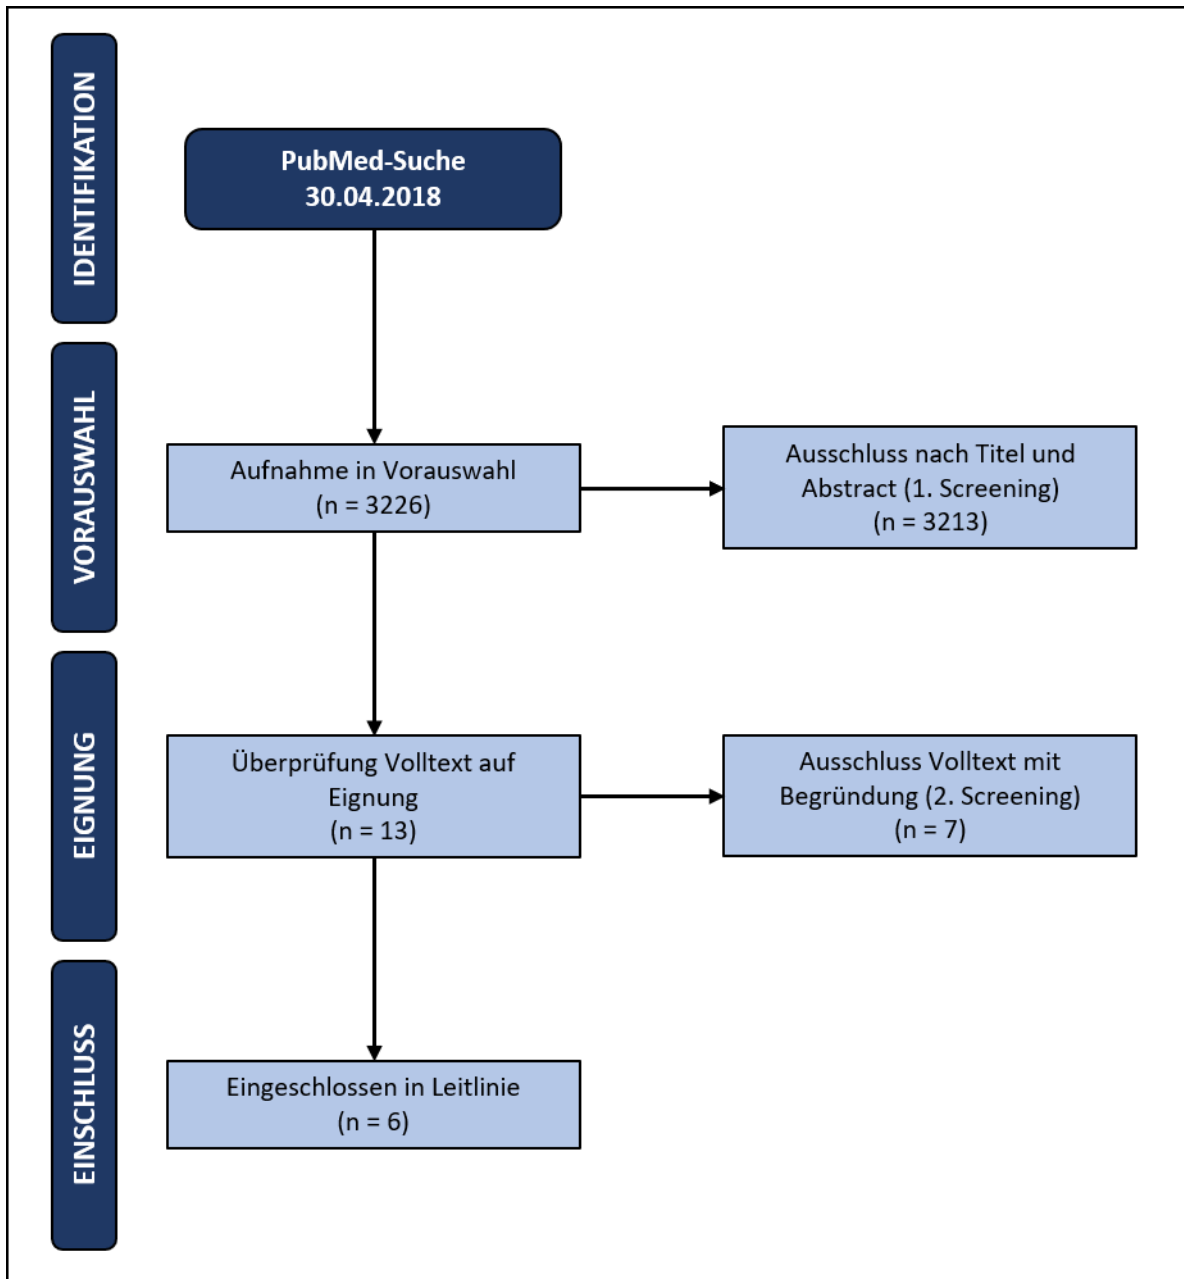 IDENTIFIKATION
PubMed-Suche
30.04.2018
VORAUSWAHL
Aufnahme in Vorauswahl
(n = 3226)
Ausschluss nach Titel und
Abstract (1. Screening)
(n = 3213)
EIGNUNG
Überprüfung Volltext auf
Eignung
(n = 13)
Ausschluss Volltext mit
Begründung (2. Screening)
(n = 7)
EINSCHLUSS
Eingeschlossen in Leitlinie
(n = 6)